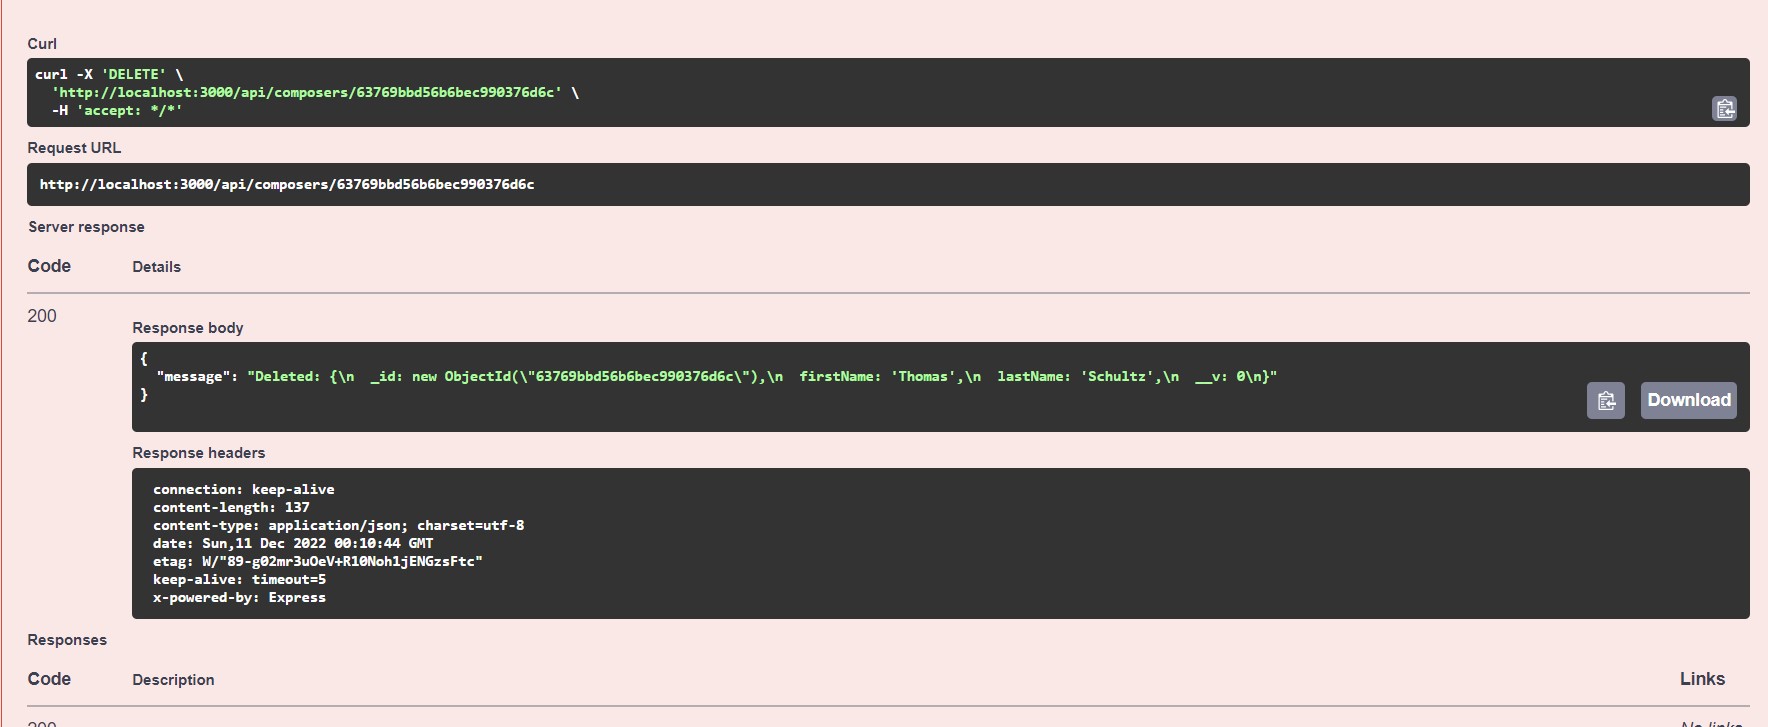 Curl
curl -X 'DELETE' \
'http://localhost:3000/api/composers/63769bbd56b6bec990376d6c' \
-H 'accept: */*'
Request URL
http://localhost:3000/api/composers/63769bbd56b6bec990376d6c
Server response
Code Details
200
Response body
{
"message": "Deleted: {\n  _id: new ObjectId(\"63769bbd56b6bec990376d6c\"),\n  firstName: 'Thomas',\n  lastName: 'Schultz',\n  __v: 0\n}"
}
Download
Response headers
connection: keep-alive
content-length: 137
content-type: application/json; charset=utf-8
date: Sun,11 Dec 2022 00:10:44 GMT
etag: W/"89-g02mr3uOeV+R10Noh1jENGzsFtc"
keep-alive: timeout=5
x-powered-by: Express
Responses
Code Description Links
200 No links